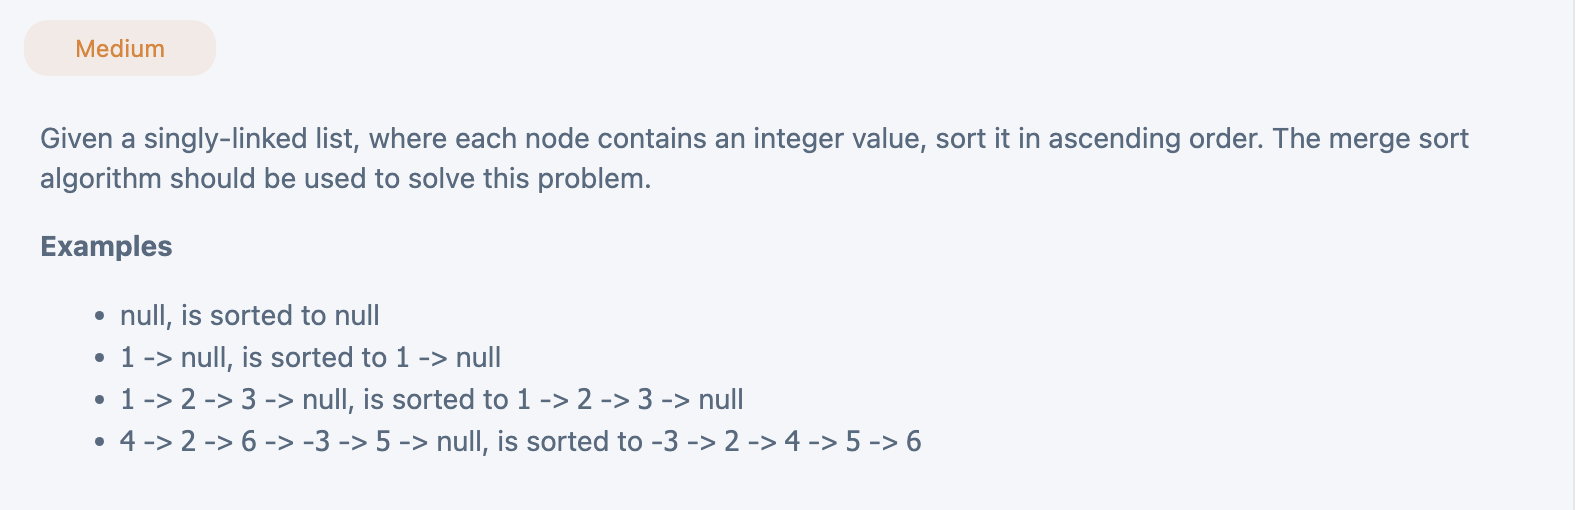 Medium
Given a singly-linked list, where each node contains an integer value, sort it in ascending order. The merge sort
algorithm should be used to solve this problem.
Examples
• null, is sorted to null
• 1 -> null, is sorted to 1 -> null
• 1 -> 2 -> 3 -> null, is sorted to 1 -> 2 -> 3 -> null
• 4 -> 2 -> 6 -> -3 -> 5 -> null, is sorted to -3 -> 2 -> 4 -> 5 -> 6